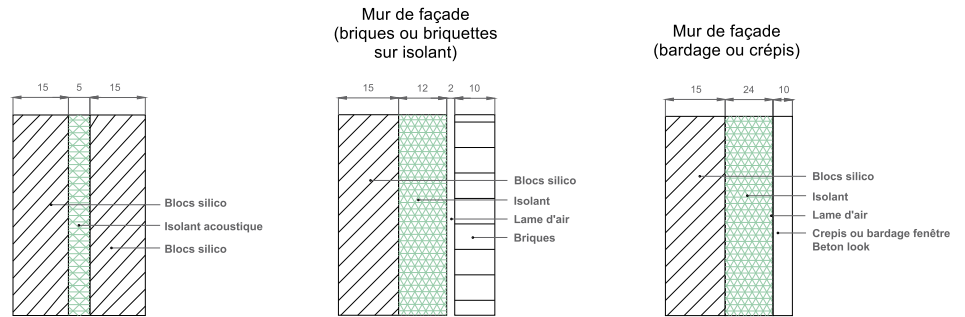 15 5 15
Blocs silico
Isolant acoustique
Blocs silico
Mur de façade
(briques ou briquettes
sur isolant)
15 12 2 10
Blocs silico
Isolant
Lame d'air
Briques
Mur de façade
(bardage ou crépis)
15 24 10
Blocs silico
Isolant
Lame d'air
Crepis ou bardage fenêtre
Beton look